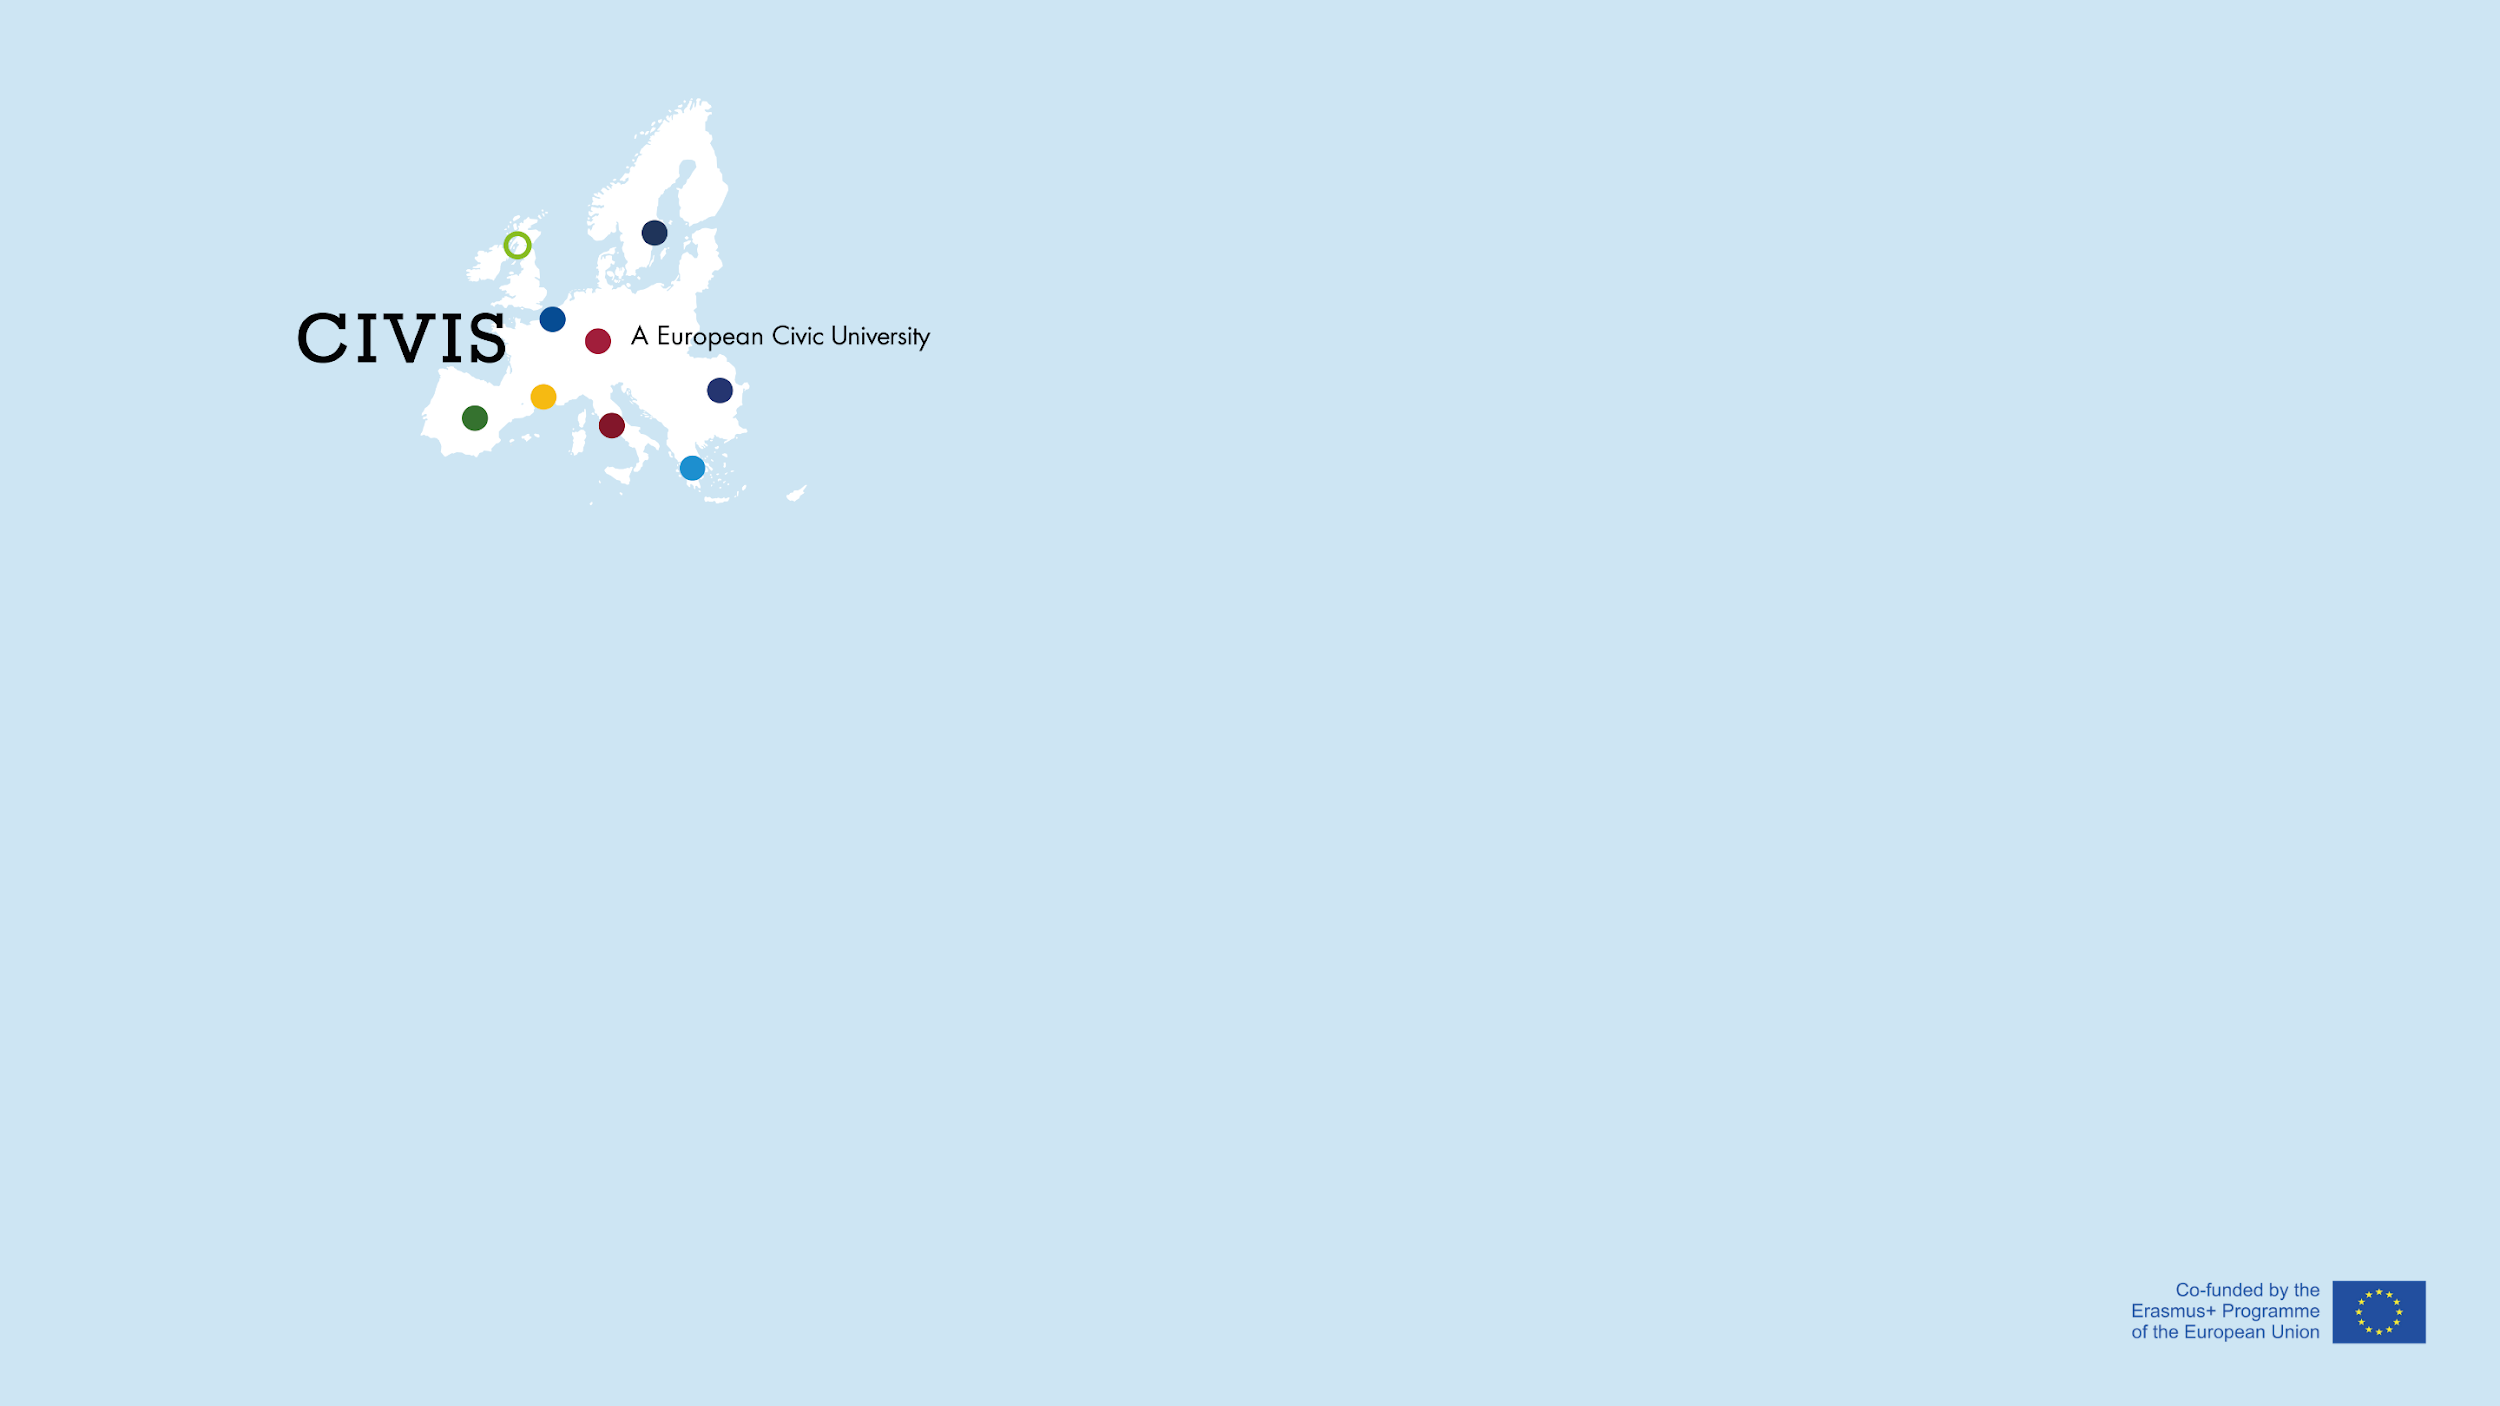 CIVIS
A European Civic University
Co-funded by the
Erasmus+ Programme
of the European Union